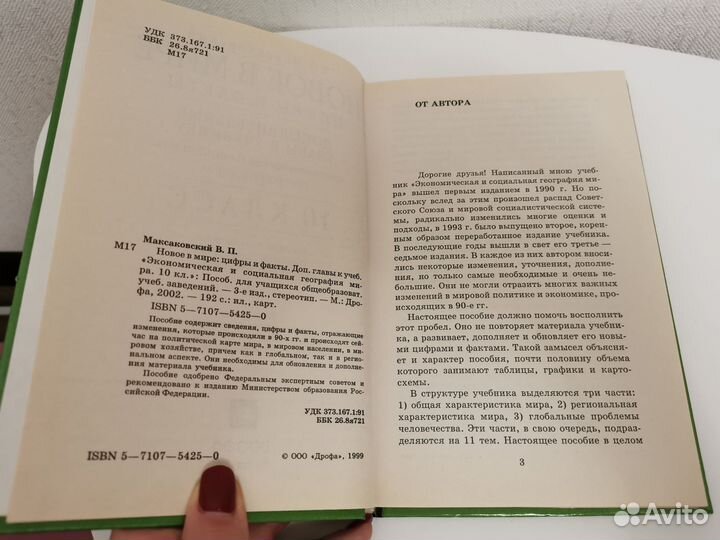 УДК 373.167.1:91
ББК 26.8я721
М17
Максаковский В. П.
М17
Новое в мире: цифры и факты. Доп. главы к учеб.
«Экономическая и социальная география ми-
ра. 10 кл.»: Пособ. для учащихся общеобразоват.
учеб. заведений. — 3-е изд., стереотип. — М.: Дро-
фа, 2002. — 192 с.: ил., карт.
ISBN 5—7107—5425—0
Пособие содержит сведения, цифры и факты, отражающие
изменения, которые происходили в 90-х гг. и происходят сей-
час на политической карте мира, в мировом населении, в ми-
ровом хозяйстве, причем как в глобальном, так и в регио-
нальном аспекте. Они необходимы для обновления и дополне-
ния материала учебника.
Пособие одобрено Федеральным экспертным советом и
рекомендовано к изданию Министерством образования Рос-
сийской Федерации.
УДК 373.167.1:91
ББК 26.8я721
ISBN 5—7107—5425—0
© ООО «Дрофа», 1999
ОТ АВТОРА
Дорогие друзья! Написанный мною учеб-
ник «Экономическая и социальная география ми-
ра» вышел первым изданием в 1990 г. Но по-
скольку вслед за этим произошел распад Совет-
ского Союза и мировой социалистической систе-
мы, радикально изменились многие оценки и
подходы, в 1993 г. было выпущено второе, корен-
ным образом переработанное издание учебника.
В последующие годы вышли в свет его третье —
седьмое издания. В каждое из них автором вноси-
лись некоторые изменения, уточнения, дополне-
ния, но только самые необходимые и очень не-
большие. Они не могли отразить многих важных
изменений в мировой политике и экономике, про-
исходящих в 90-е гг.
Настоящее пособие должно помочь восполнить
этот пробел. Оно не повторяет материала учебни-
ка, а развивает, дополняет и обновляет его новы-
ми цифрами и фактами. Такой замысел объясня-
ет и характер пособия, почти половину объема
которого занимают таблицы, графики и карто-
схемы.
В структуре учебника выделяются три части:
1) общая характеристика мира, 2) региональная
характеристика мира, 3) глобальные проблемы
человечества. Эти части, в свою очередь, подраз-
деляются на 11 тем. Настоящее пособие в целом
3
Avito